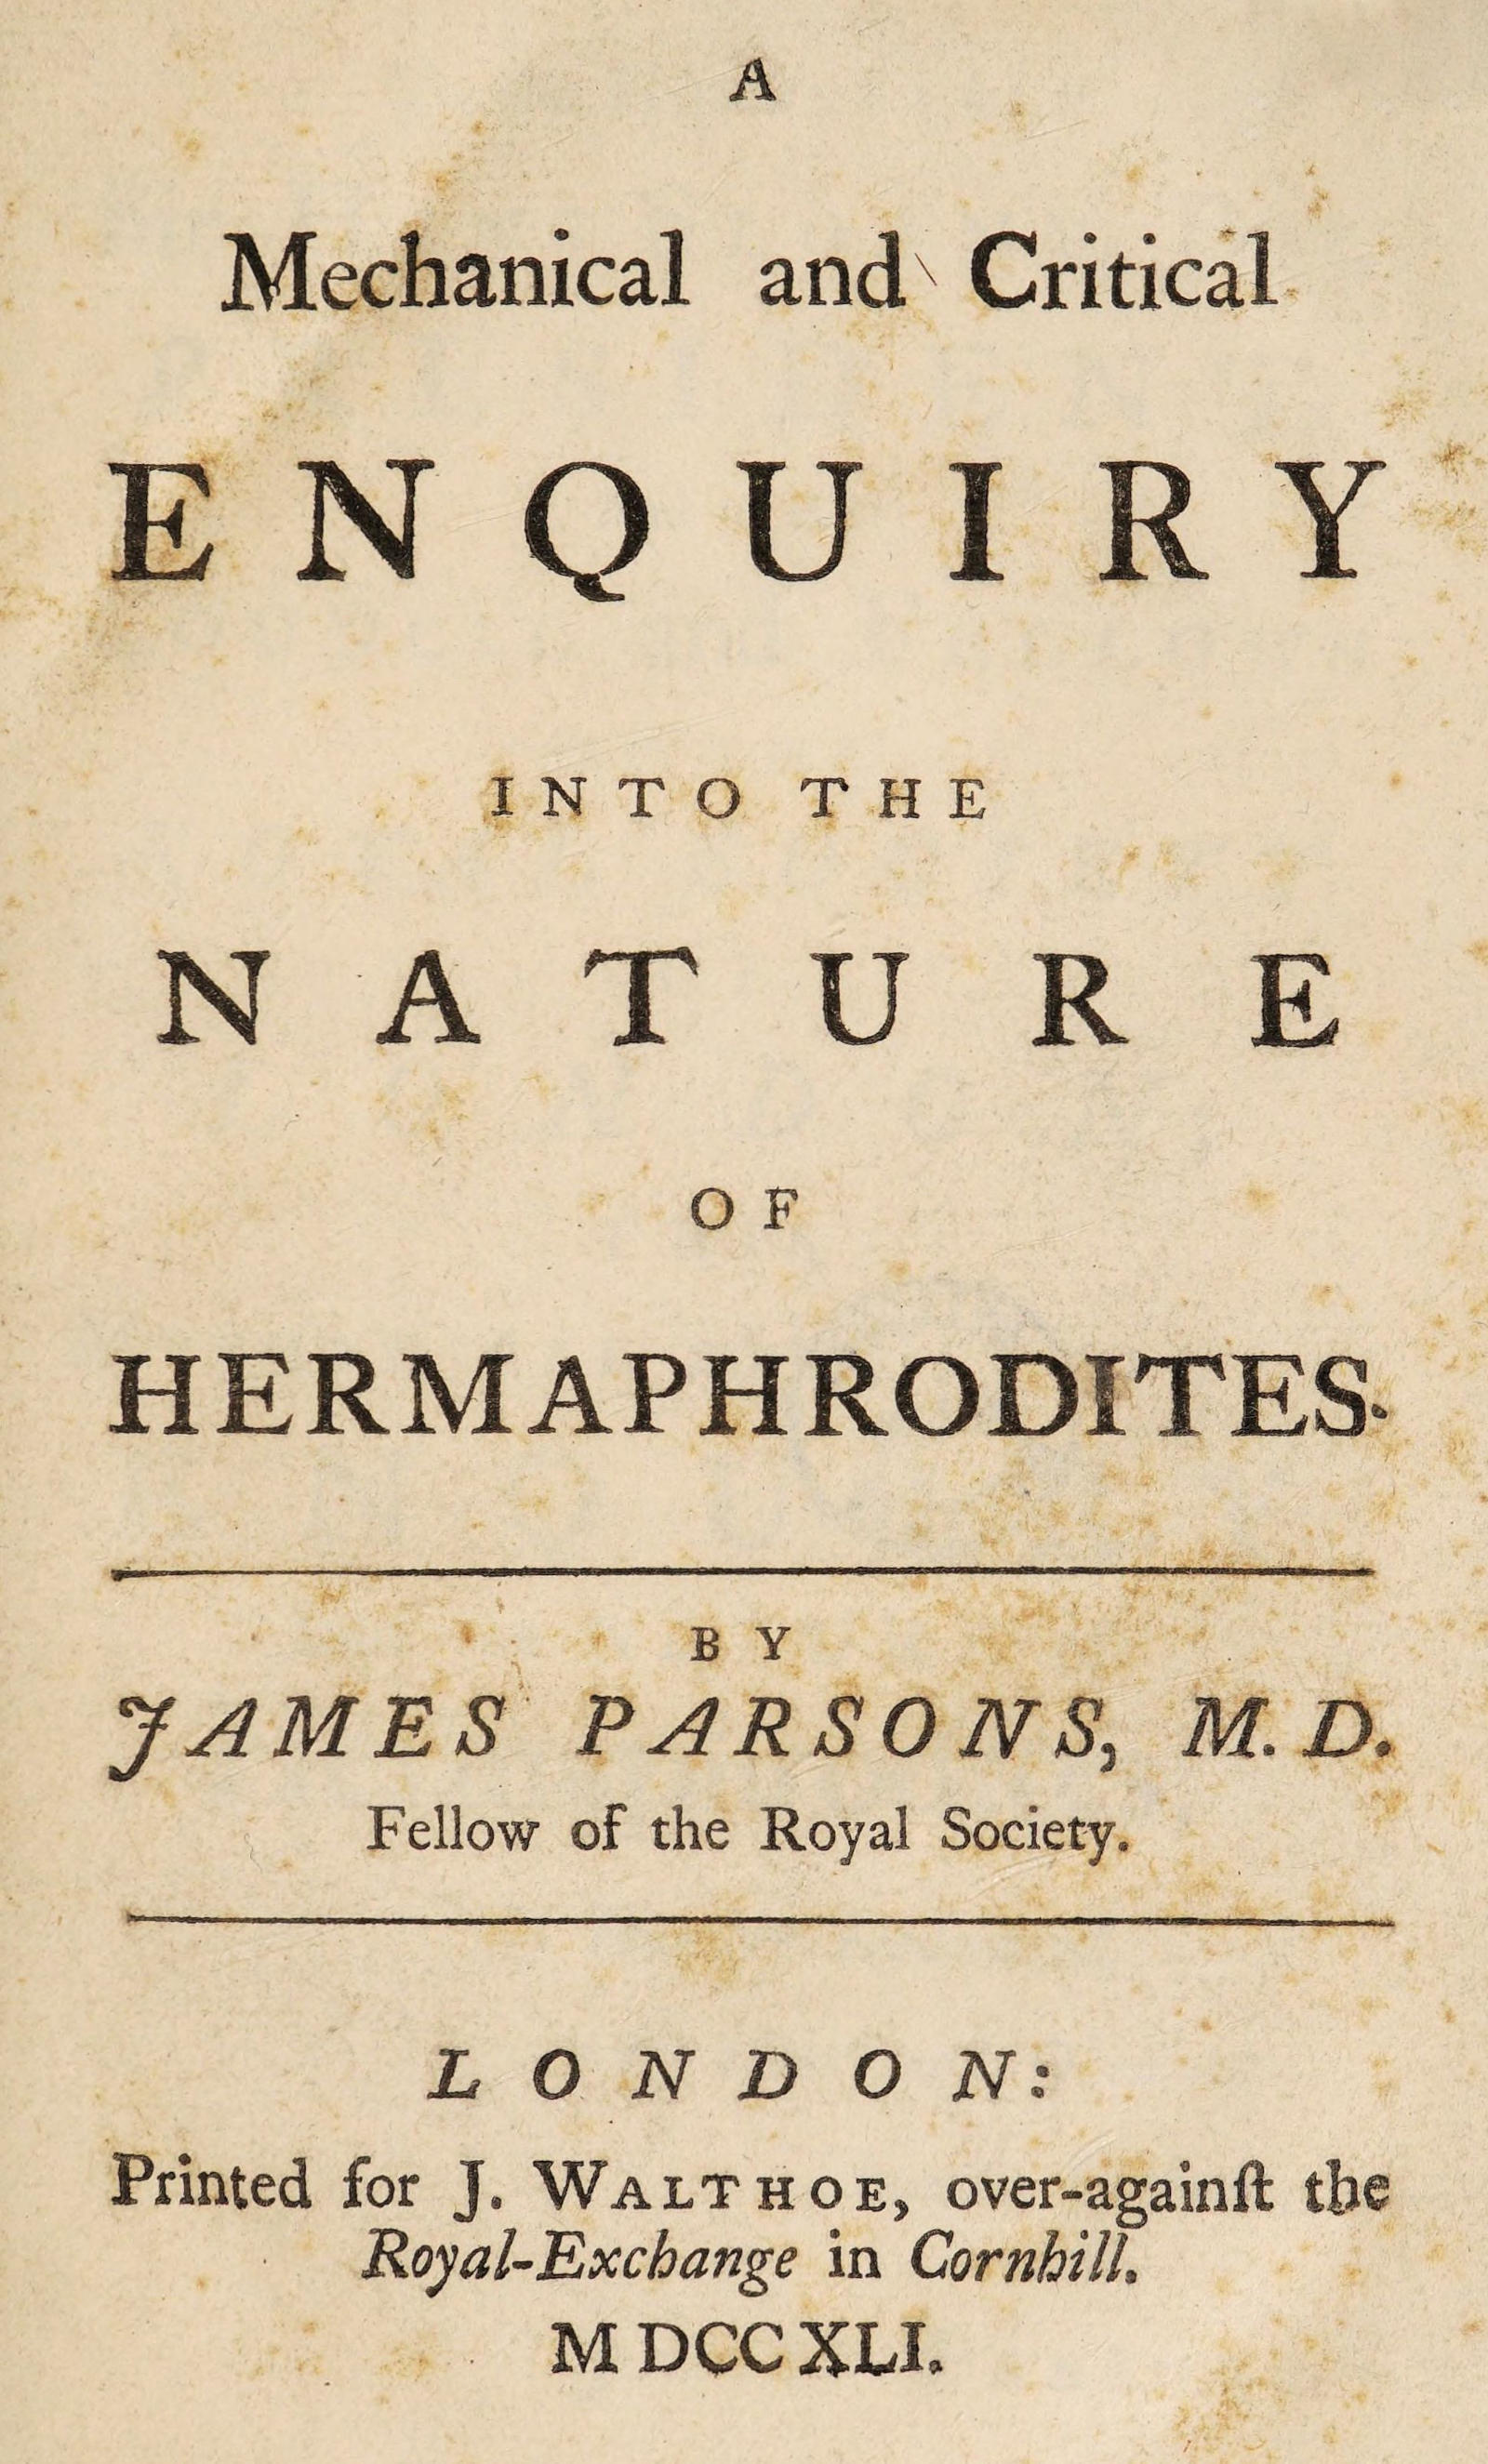 A
Mechanical and Critical
ENQUIRY
INTO THE
NATURE
OF
HERMAPHRODITES.
BY
JAMES PARSONS, M. D.
Fellow of the Royal Society.
LONDON:
Printed for J. WALTHOE, over-againſt the
Royal-Exchange in Cornhill.
MDCCXLI.